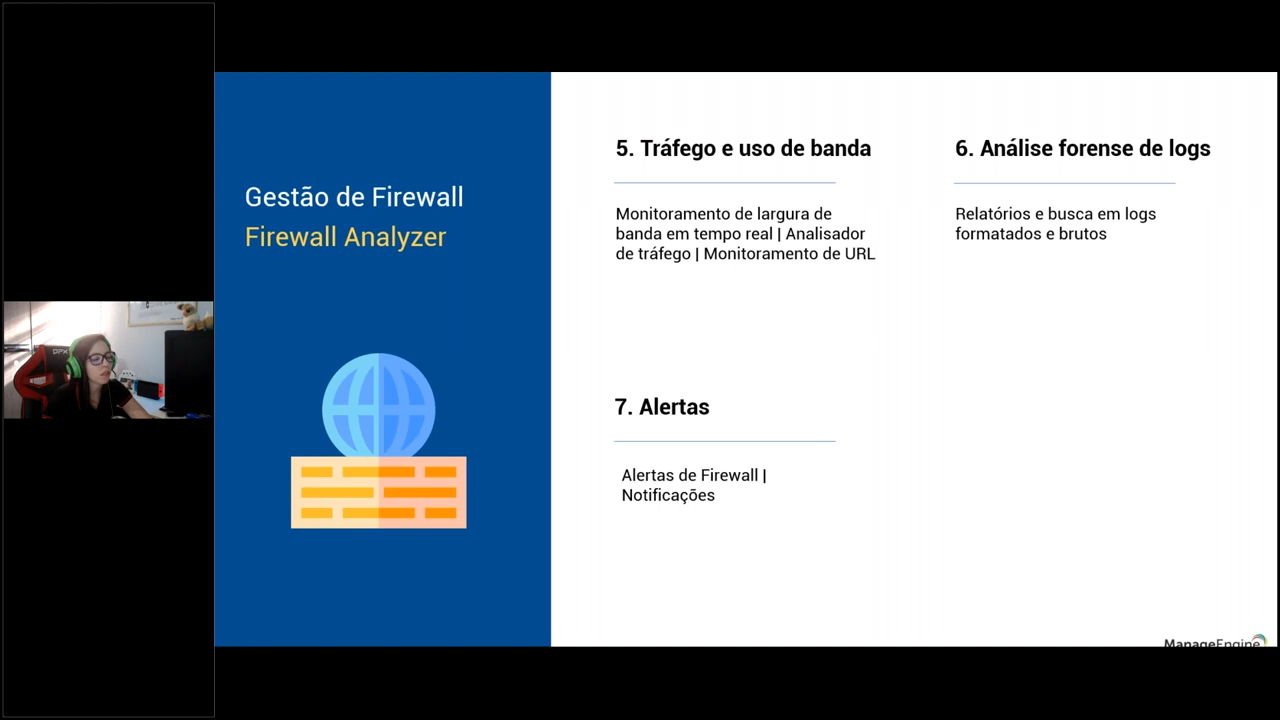 Gestão de Firewall
Firewall Analyzer
5. Tráfego e uso de banda
Monitoramento de largura de
banda em tempo real | Analisador
de tráfego | Monitoramento de URL
6. Análise forense de logs
Relatórios e busca em logs
formatados e brutos
7. Alertas
Alertas de Firewall |
Notificações
ManageEngine
DPX